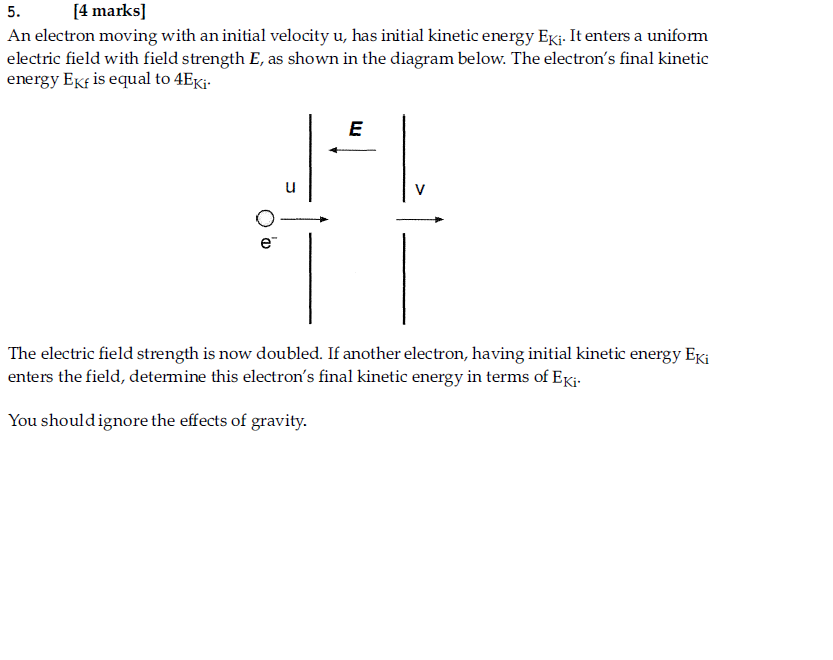 5. [4 marks]
An electron moving with an initial velocity u, has initial kinetic energy EKi. It enters a uniform
electric field with field strength E, as shown in the diagram below. The electron's final kinetic
energy EKf is equal to 4EKi.
E
u
v
e⁻
The electric field strength is now doubled. If another electron, having initial kinetic energy EKi
enters the field, determine this electron's final kinetic energy in terms of EKi.
You should ignore the effects of gravity.